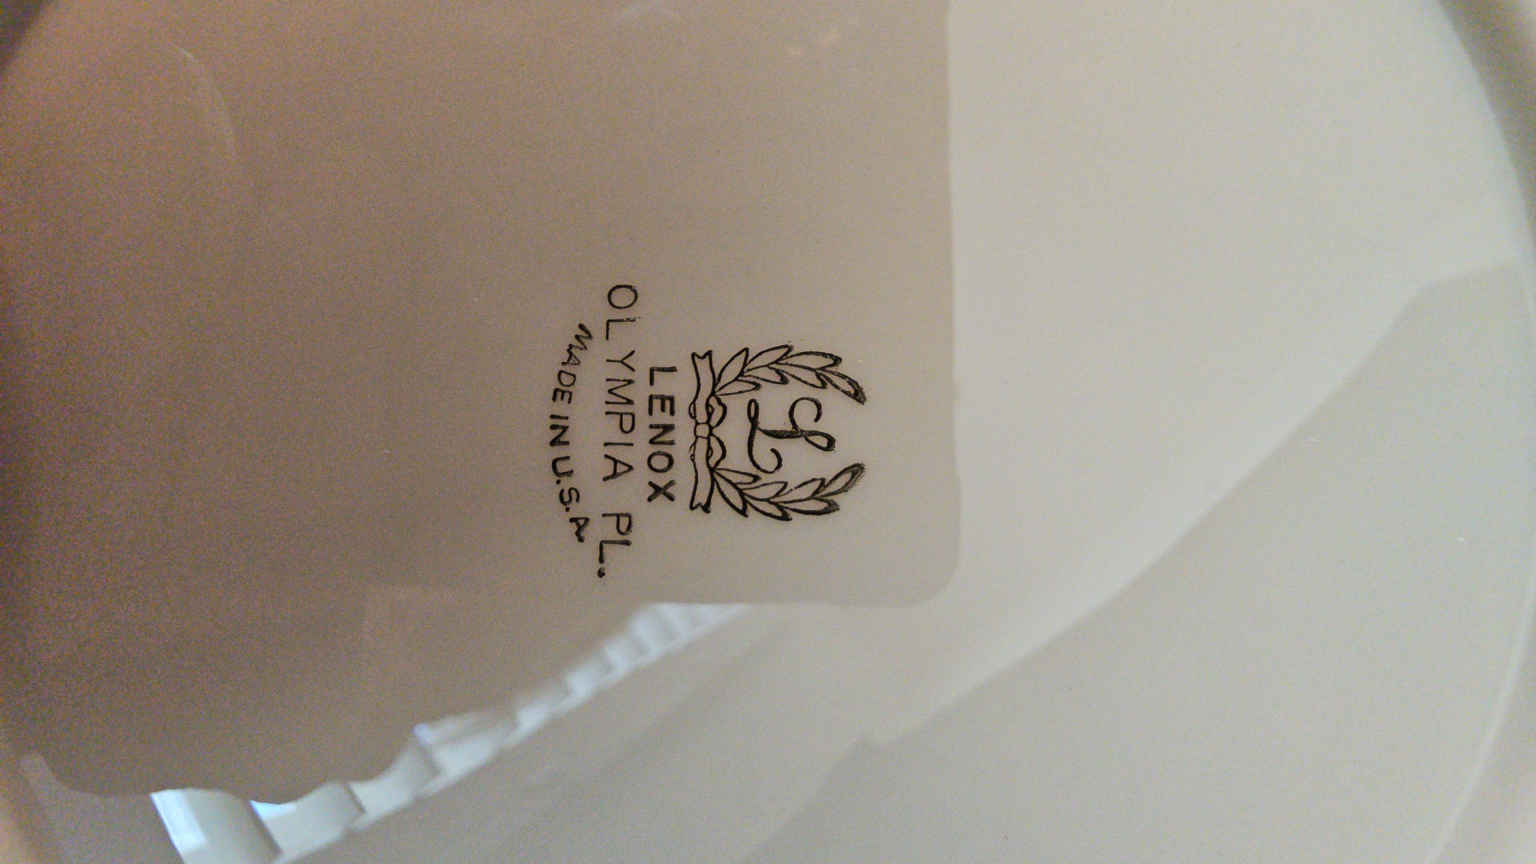 L
LENOX
OLYMPIA PL..
MADE IN U.S.A